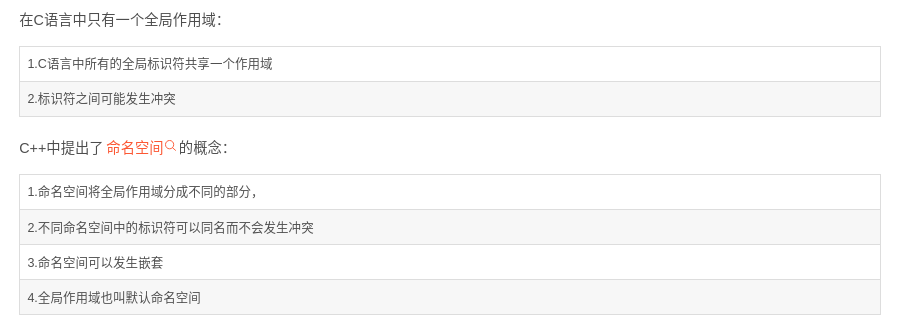 在C语言中只有一个全局作用域：
1.C语言中所有的全局标识符共享一个作用域
2.标识符之间可能发生冲突
C++中提出了 命名空间 的概念：
1.命名空间将全局作用域分成不同的部分，
2.不同命名空间中的标识符可以同名而不会发生冲突
3.命名空间可以发生嵌套
4.全局作用域也叫默认命名空间